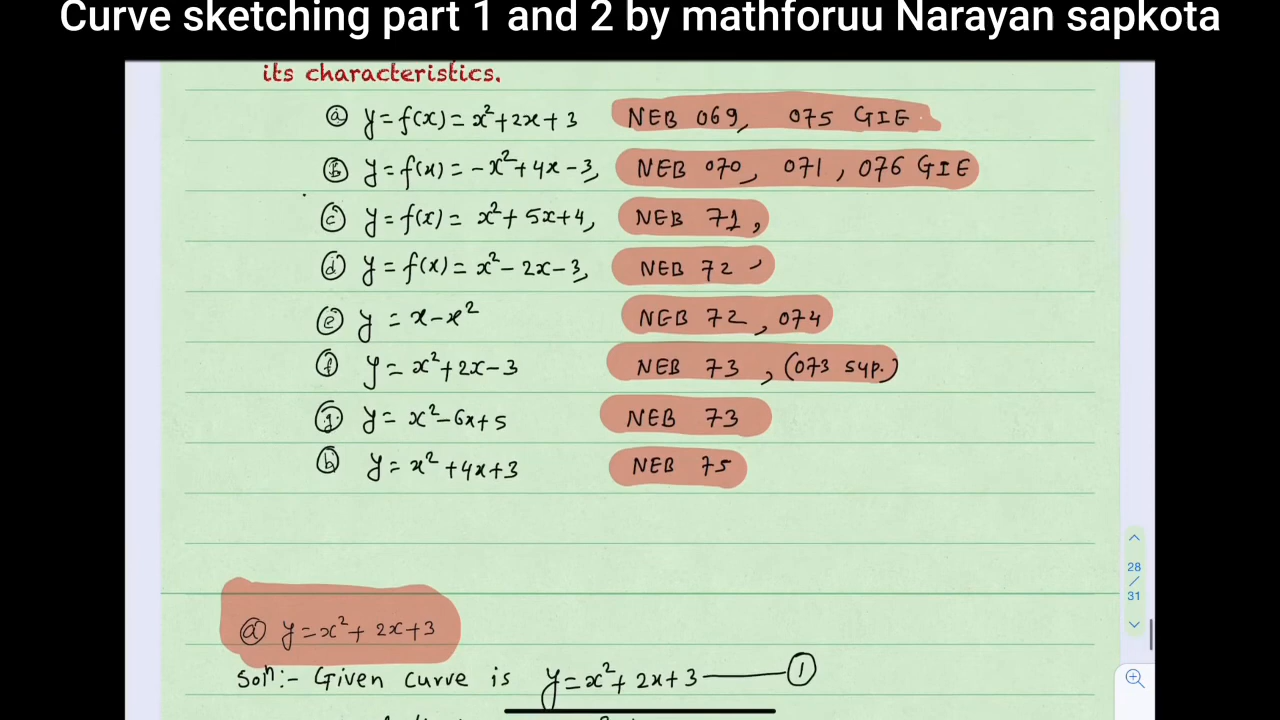 Curve sketching part 1 and 2 by mathforuu Narayan sapkota
its characteristics.
ⓐ y = f(x) = x² + 2x + 3 NEB 069, 075 GIE
ⓑ y = f(x) = -x² + 4x - 3, NEB 070, 071, 076 GIE
ⓒ y = f(x) = x² + 5x + 4, NEB 71,
ⓓ y = f(x) = x² - 2x - 3, NEB 72
ⓔ y = x - x² NEB 72, 074
ⓕ y = x² + 2x - 3 NEB 73, (073 sup.)
ⓖ y = x² - 6x + 5 NEB 73
ⓗ y = x² + 4x + 3 NEB 75
28
/
31
ⓐ y = x² + 2x + 3
Solⁿ:- Given curve is y = x² + 2x + 3 ——— ①